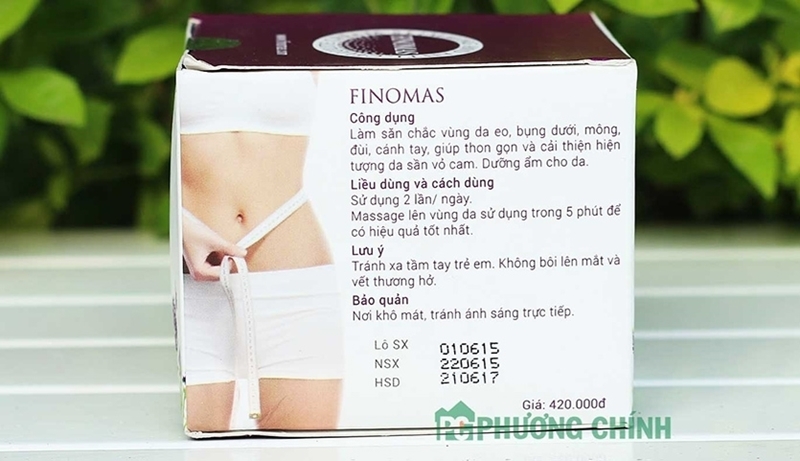 FINOMAS
Công dụng
Làm săn chắc vùng da eo, bụng dưới, mông,
đùi, cánh tay, giúp thon gọn và cải thiện hiện
tượng da sần vỏ cam. Dưỡng ẩm cho da.
Liều dùng và cách dùng
Sử dụng 2 lần/ ngày.
Massage lên vùng da sử dụng trong 5 phút để
có hiệu quả tốt nhất.
Lưu ý
Tránh xa tầm tay trẻ em. Không bôi lên mắt và
vết thương hở.
Bảo quản
Nơi khô mát, tránh ánh sáng trực tiếp.
Lô SX 010615
NSX 220615
HSD 210617
Giá: 420.000đ
PHƯƠNG CHÍNH